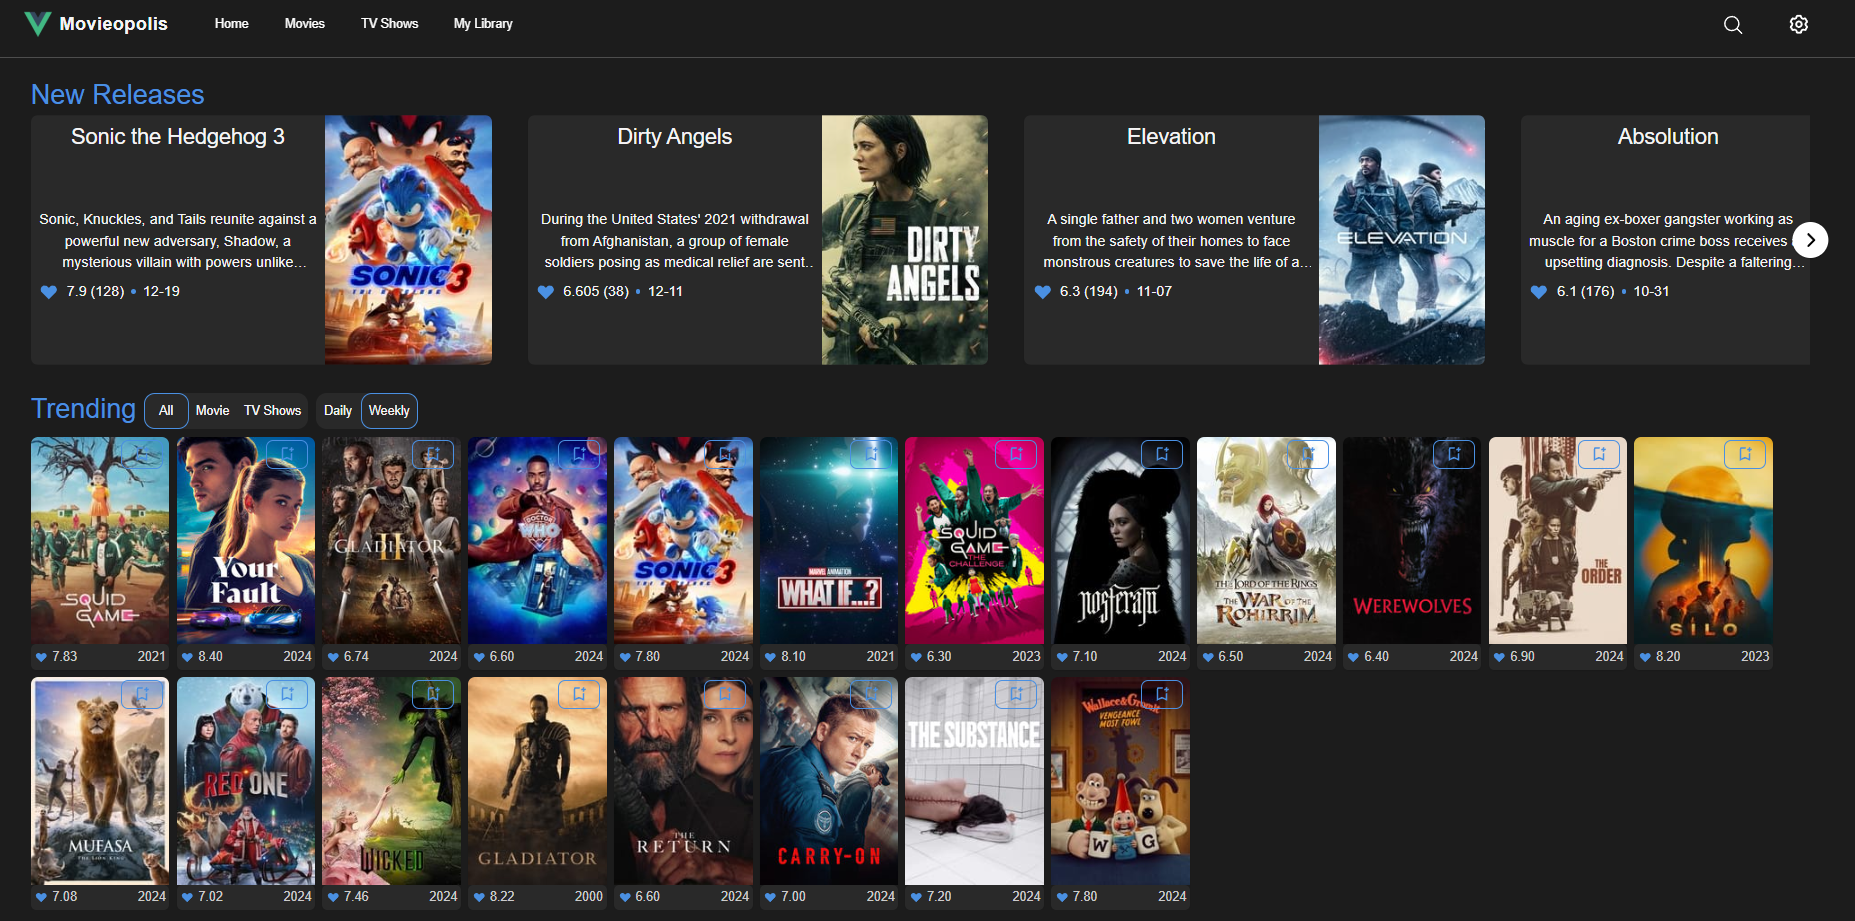 Movieopolis Home Movies TV Shows My Library
New Releases
Sonic the Hedgehog 3
Sonic, Knuckles, and Tails reunite against a
powerful new adversary, Shadow, a
mysterious villain with powers unlike...
7.9 (128) • 12-19
SONIC 3
Dirty Angels
During the United States' 2021 withdrawal
from Afghanistan, a group of female
soldiers posing as medical relief are sent..
6.605 (38) • 12-11
DIRTY
ANGELS
Elevation
A single father and two women venture
from the safety of their homes to face
monstrous creatures to save the life of a...
6.3 (194) • 11-07
ELEVATION
Absolution
An aging ex-boxer gangster working as
muscle for a Boston crime boss receives
upsetting diagnosis. Despite a faltering...
6.1 (176) • 10-31
Trending All Movie TV Shows Daily Weekly
SQUID
GAME
7.83 2021
Your
Fault
8.40 2024
II
GLADIATOR
6.74 2024
DOCTOR
WHO
6.60 2024
SONIC 3
7.80 2024
MARVEL ANIMATION
WHAT IF...?
8.10 2021
SQUID
GAME
THE
CHALLENGE
6.30 2023
nosferatu
7.10 2024
THE LORD OF THE RINGS
THE WAR OF THE
ROHIRRIM
6.50 2024
WEREWOLVES
6.40 2024
THE
ORDER
6.90 2024
SILO
8.20 2023
MUFASA
THE LION KING
7.08 2024
RED ONE
7.02 2024
WICKED
7.46 2024
GLADIATOR
8.22 2000
THE
RETURN
6.60 2024
CARRY-ON
7.00 2024
THE SUBSTANCE
7.20 2024
Wallace & Gromit
VENGEANCE
MOST FOWL
W G
7.80 2024